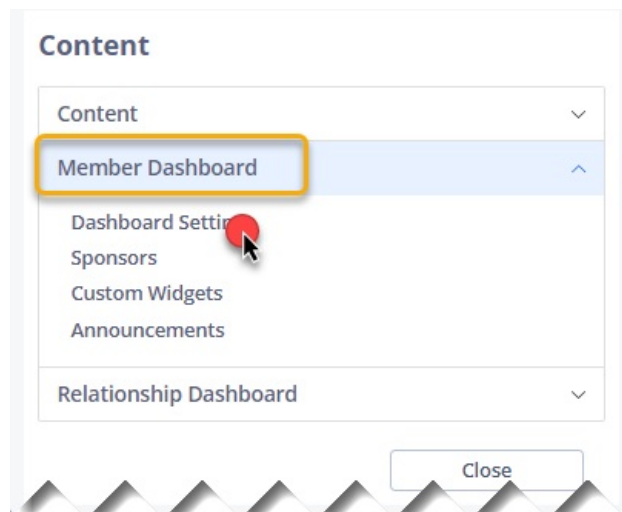 Content
Content
Member Dashboard
Dashboard
Sponsors
Custom Widgets
Announcements
Relationship Dashboard
Close